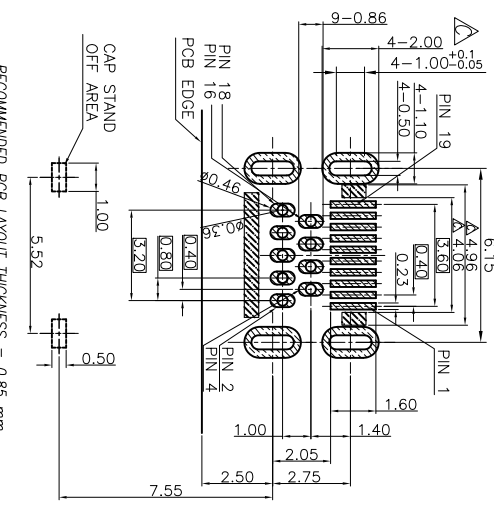 9-0.86
4-2.00
4-1.00 +0.1 -0.05
4-1.10
4-0.50
PIN 19
6.15
4.96
4.06
3.60
0.40
0.23
PIN 1
PIN 18
PIN 16
PCB EDGE
CAP STAND
OFF AREA
ø0.46
ø0.36
0.40
0.80
3.20
1.00
5.52
0.50
PIN 2
PIN 4
1.60
1.00
1.40
2.05
2.50
2.75
7.55
RECOMMENDED PCB LAYOUT THICKNESS = 0.85 mm